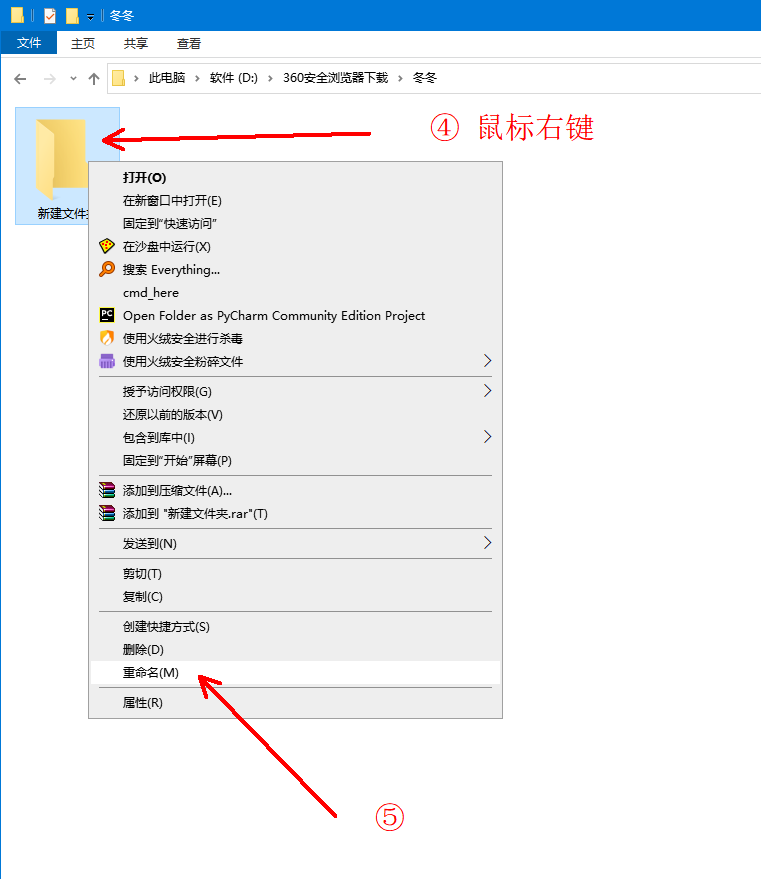 冬冬
文件 主页 共享 查看
此电脑 软件 (D:) 360安全浏览器下载 冬冬
④ 鼠标右键
新建文件夹
打开(O)
在新窗口中打开(E)
固定到"快速访问"
在沙盘中运行(X)
搜索 Everything...
cmd_here
PC Open Folder as PyCharm Community Edition Project
使用火绒安全进行杀毒
使用火绒安全粉碎文件
授予访问权限(G)
还原以前的版本(V)
包含到库中(I)
固定到"开始"屏幕(P)
添加到压缩文件(A)...
添加到 "新建文件夹.rar"(T)
发送到(N)
剪切(T)
复制(C)
创建快捷方式(S)
删除(D)
重命名(M)
属性(R)
⑤